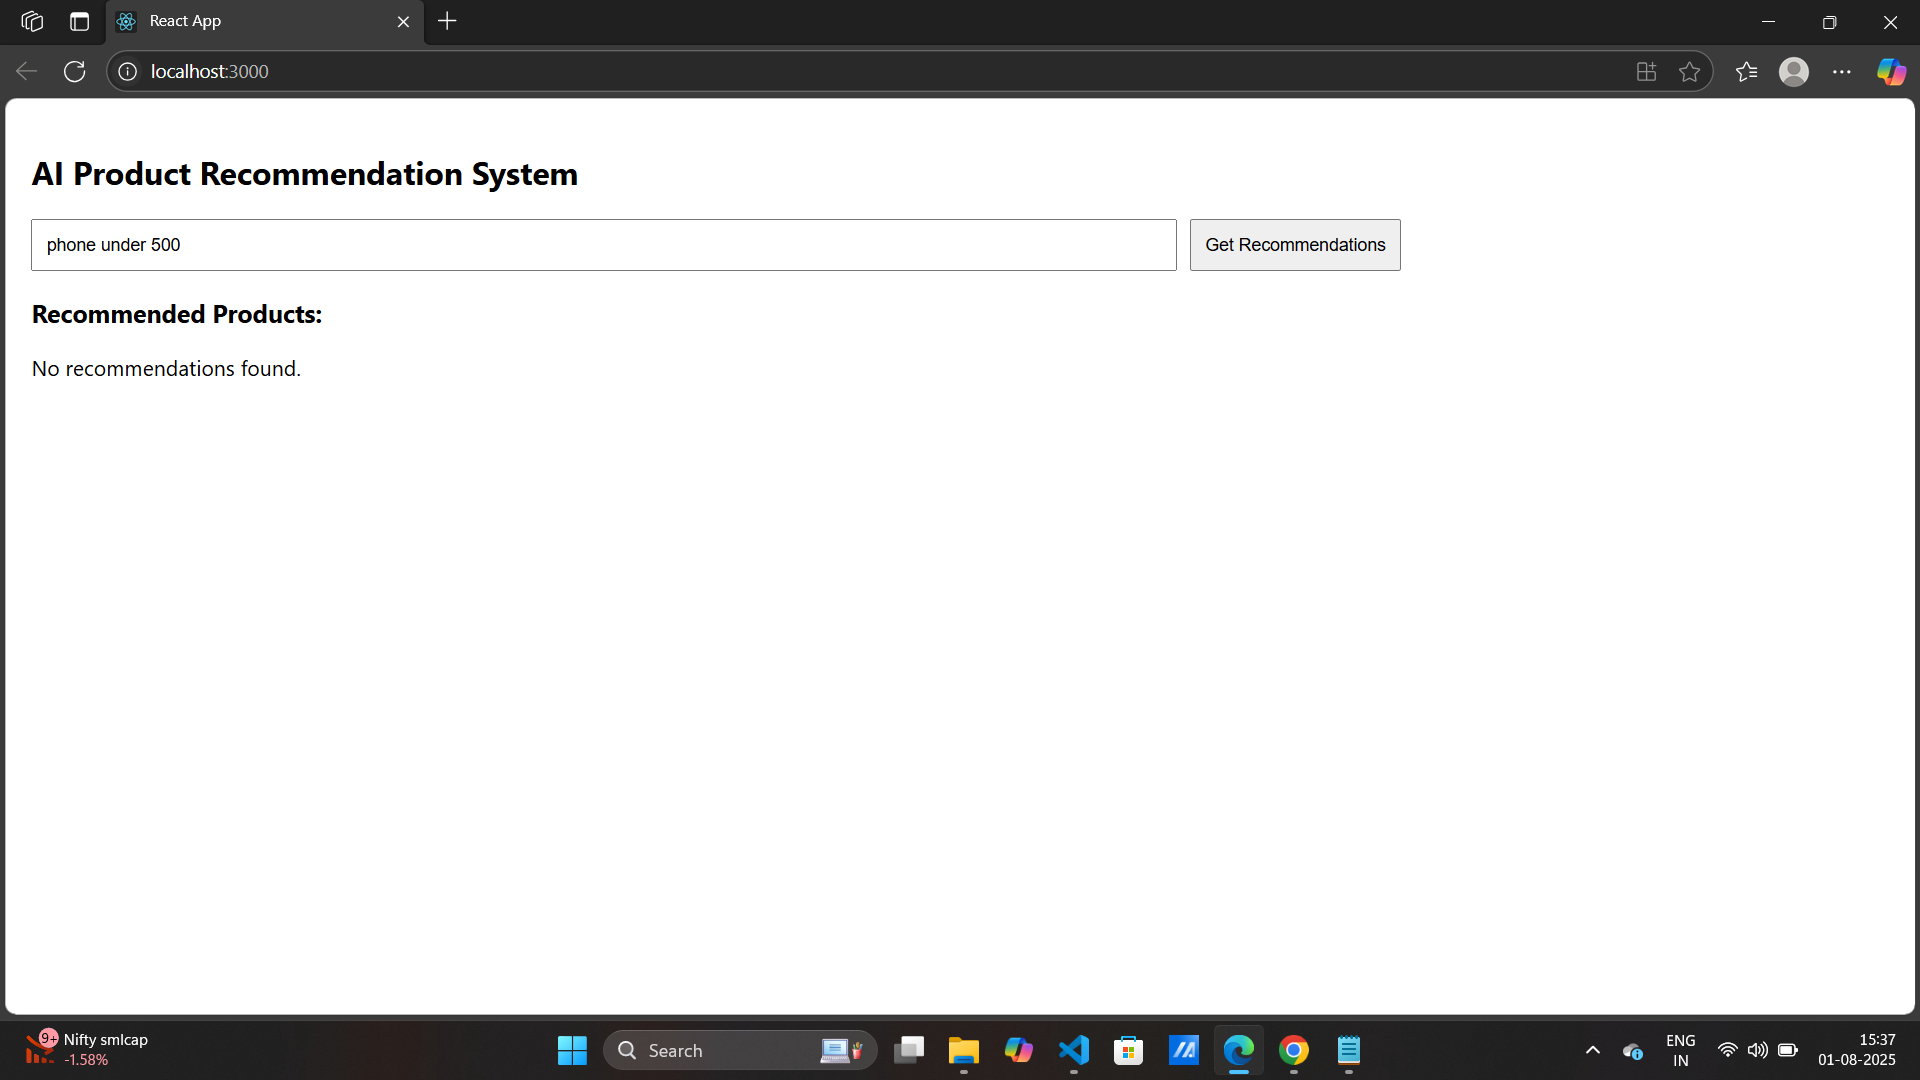 React App
localhost:3000
AI Product Recommendation System
phone under 500
Get Recommendations
Recommended Products:
No recommendations found.
9+
Nifty smlcap
-1.58%
Search
ENG
IN
15:37
01-08-2025